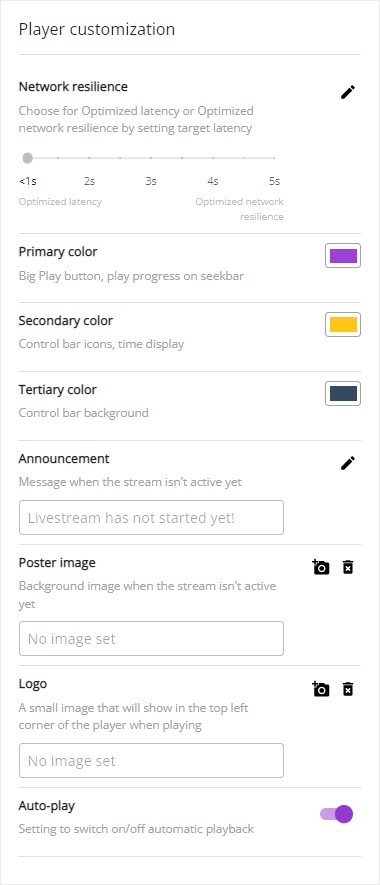 Player customization
Network resilience
Choose for Optimized latency or Optimized
network resilience by setting target latency
<1s 2s 3s 4s 5s
Optimized latency Optimized network
resilience
Primary color
Big Play button, play progress on seekbar
Secondary color
Control bar icons, time display
Tertiary color
Control bar background
Announcement
Message when the stream isn't active yet
Livestream has not started yet!
Poster image
Background image when the stream isn't active
yet
No image set
Logo
A small image that will show in the top left
corner of the player when playing
No image set
Auto-play
Setting to switch on/off automatic playback